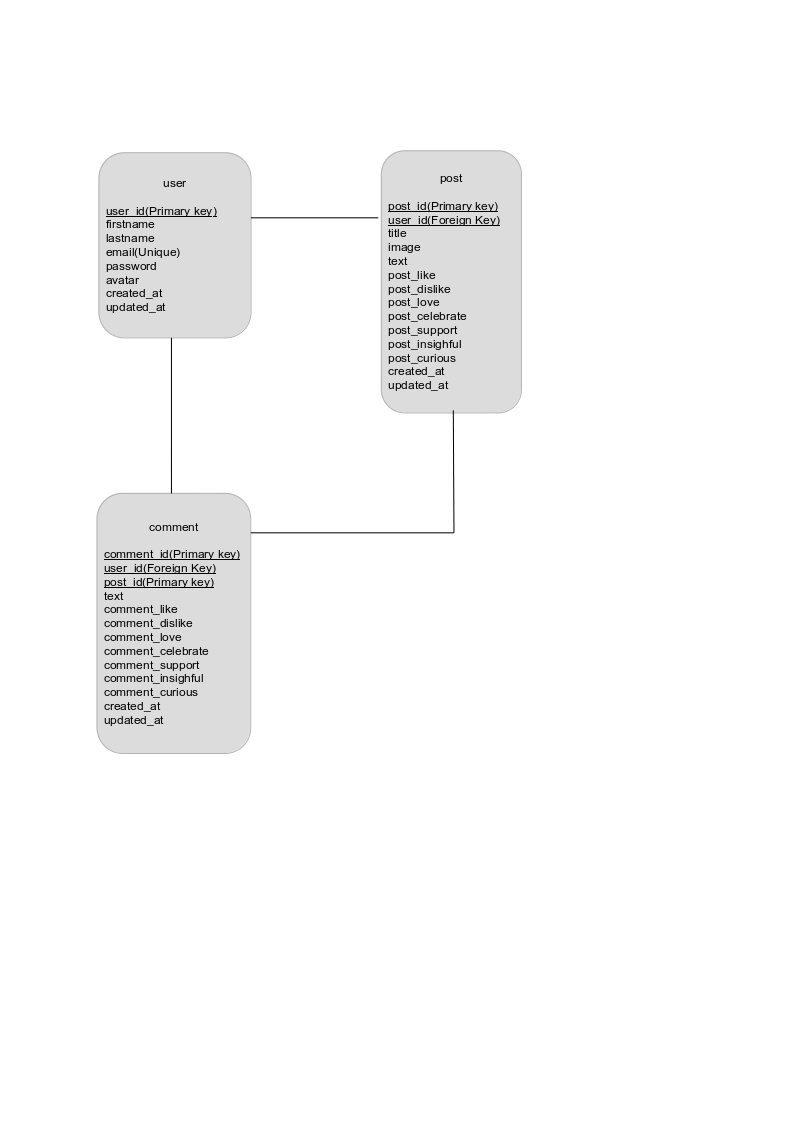 user
user_id(Primary key)
firstname
lastname
email(Unique)
password
avatar
created_at
updated_at
post
post_id(Primary key)
user_id(Foreign Key)
title
image
text
post_like
post_dislike
post_love
post_celebrate
post_support
post_insighful
post_curious
created_at
updated_at
comment
comment_id(Primary key)
user_id(Foreign Key)
post_id(Primary key)
text
comment_like
comment_dislike
comment_love
comment_celebrate
comment_support
comment_insighful
comment_curious
created_at
updated_at